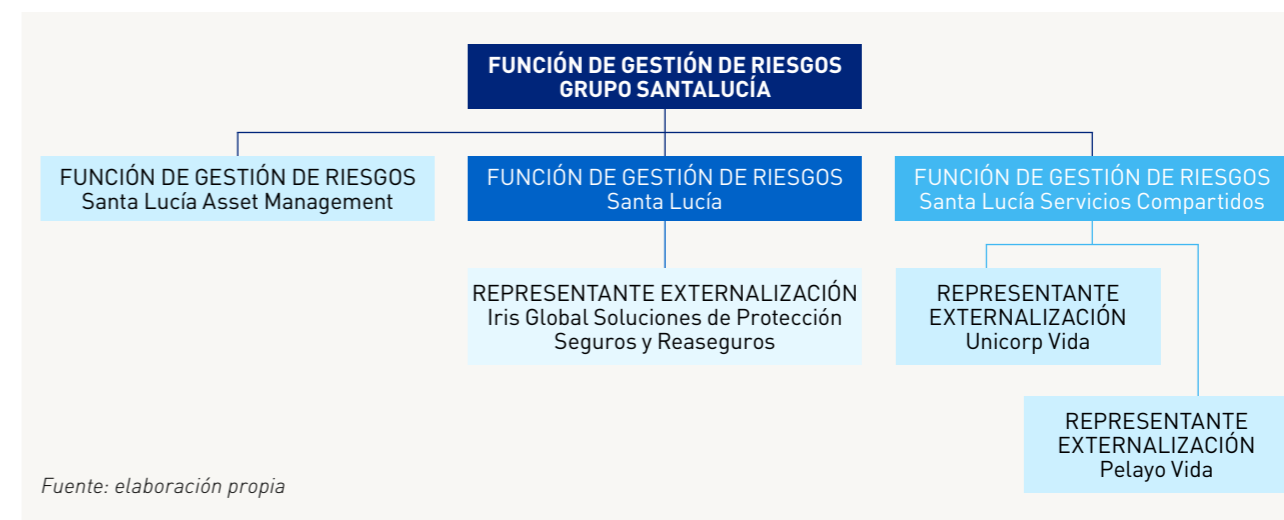 FUNCIÓN DE GESTIÓN DE RIESGOS
GRUPO SANTALUCÍA
FUNCIÓN DE GESTIÓN DE RIESGOS
Santa Lucía Asset Management
FUNCIÓN DE GESTIÓN DE RIESGOS
Santa Lucía
FUNCIÓN DE GESTIÓN DE RIESGOS
Santa Lucía Servicios Compartidos
REPRESENTANTE EXTERNALIZACIÓN
Iris Global Soluciones de Protección
Seguros y Reaseguros
REPRESENTANTE
EXTERNALIZACIÓN
Unicorp Vida
REPRESENTANTE
EXTERNALIZACIÓN
Pelayo Vida
Fuente: elaboración propia